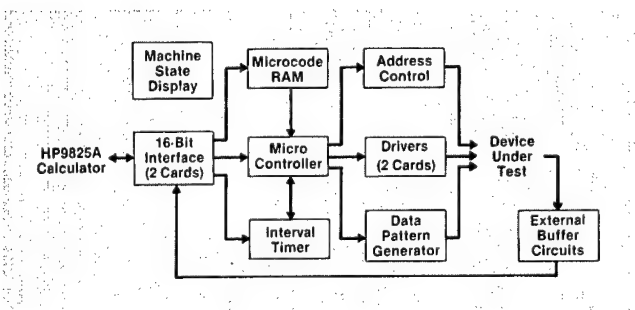 Machine
State
Display
Microcode
RAM
Address
Control
HP9825A
Calculator
16-Bit
Interface
(2 Cards)
Micro
Controller
Drivers
(2 Cards)
Device
Under
Test
Interval
Timer
Data
Pattern
Generator
External
Buffer
Circuits